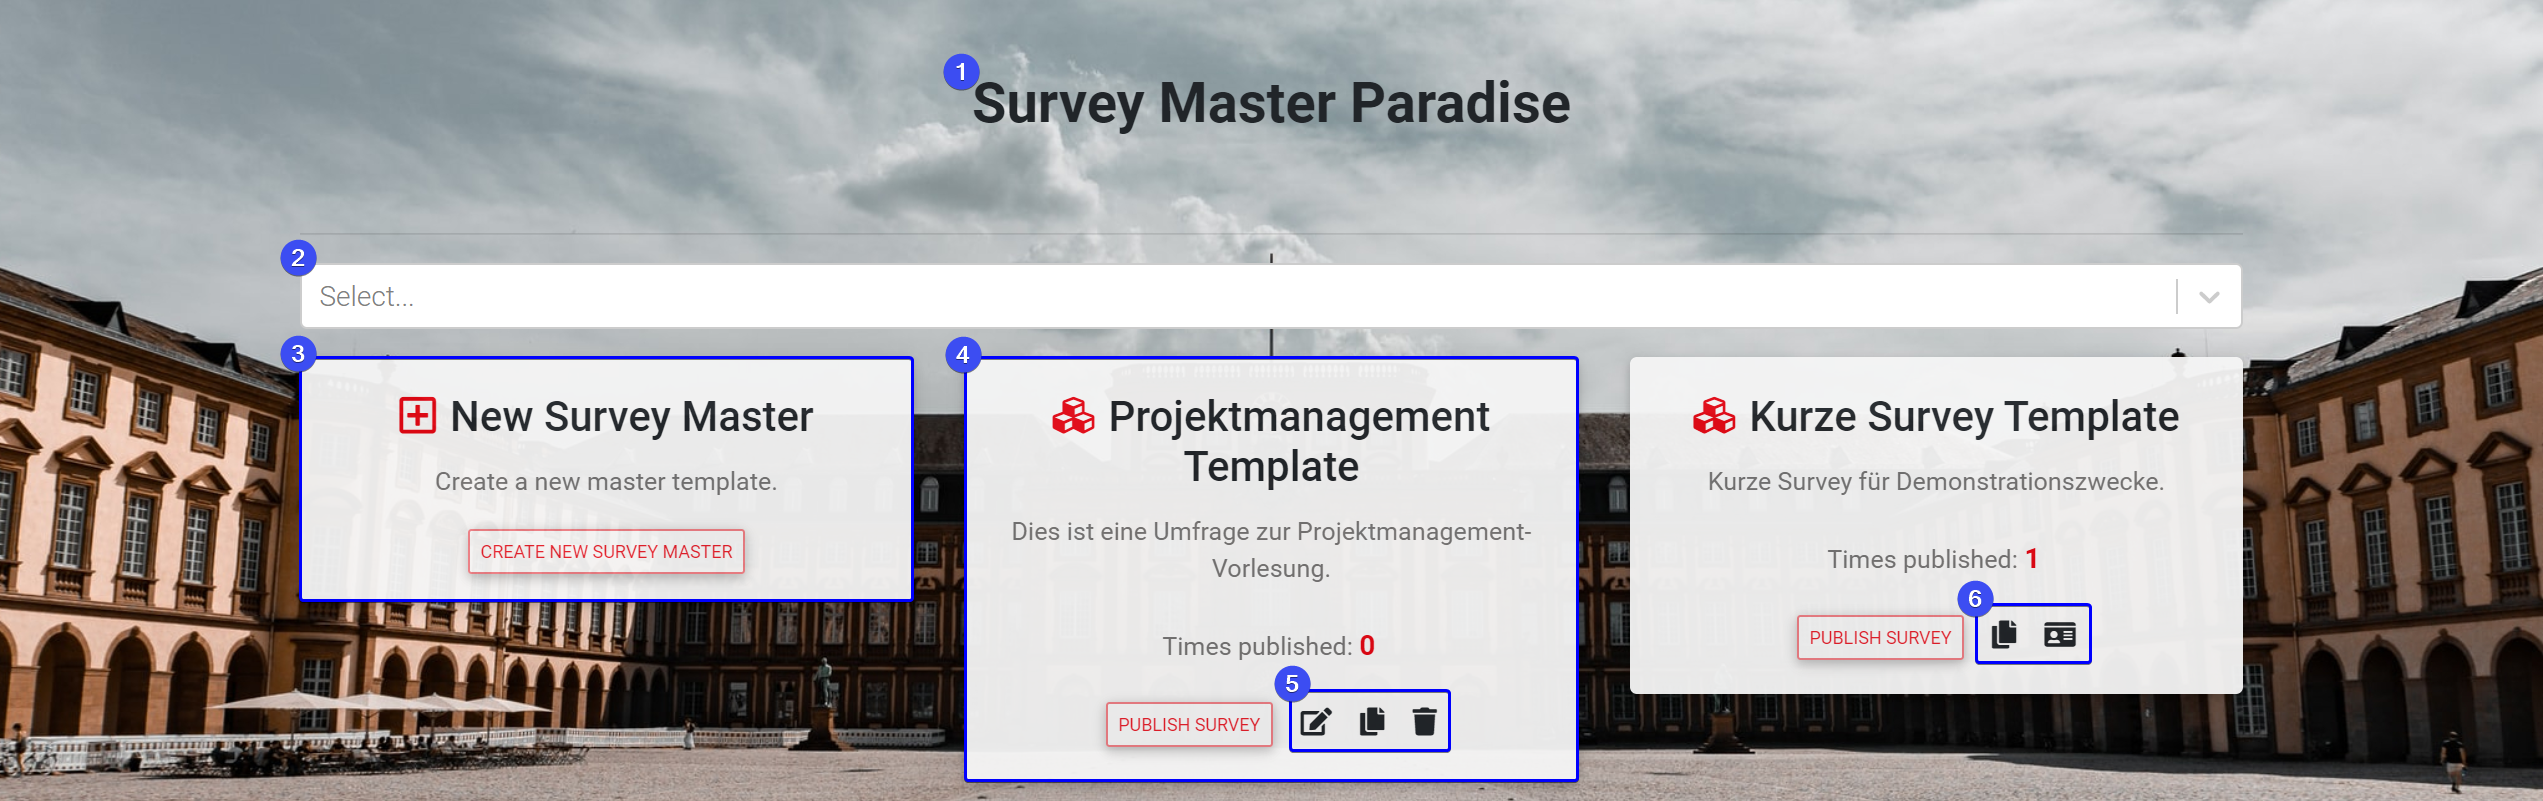 1
Survey Master Paradise
2
Select...
3
New Survey Master
Create a new master template.
CREATE NEW SURVEY MASTER
4
Projektmanagement
Template
Dies ist eine Umfrage zur Projektmanagement-
Vorlesung.
Times published: 0
PUBLISH SURVEY
5
Kurze Survey Template
Kurze Survey für Demonstrationszwecke.
Times published: 1
PUBLISH SURVEY
6